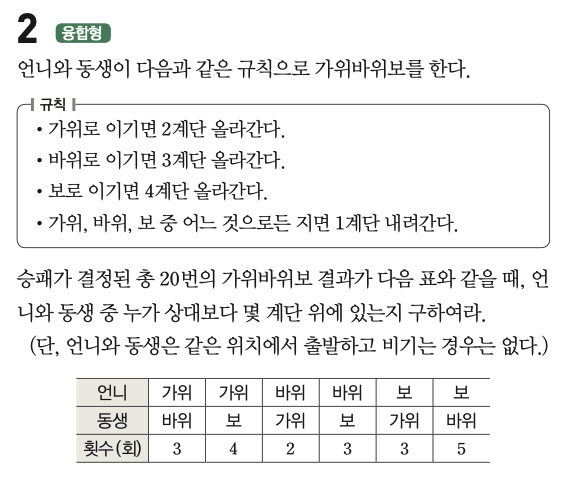 2 융합형
언니와 동생이 다음과 같은 규칙으로 가위바위보를 한다.
규칙
• 가위로 이기면 2계단 올라간다.
• 바위로 이기면 3계단 올라간다.
• 보로 이기면 4계단 올라간다.
• 가위, 바위, 보 중 어느 것으로든 지면 1계단 내려간다.
승패가 결정된 총 20번의 가위바위보 결과가 다음 표와 같을 때, 언
니와 동생 중 누가 상대보다 몇 계단 위에 있는지 구하여라.
(단, 언니와 동생은 같은 위치에서 출발하고 비기는 경우는 없다.)
언니 가위 가위 바위 바위 보 보
동생 바위 보 가위 보 가위 바위
횟수(회) 3 4 2 3 3 5